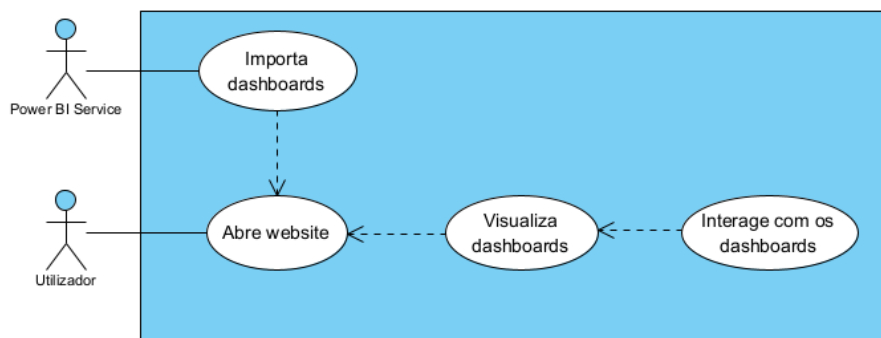 Importa
dashboards
Power BI Service
Abre website
Visualiza
dashboards
Interage com os
dashboards
Utilizador